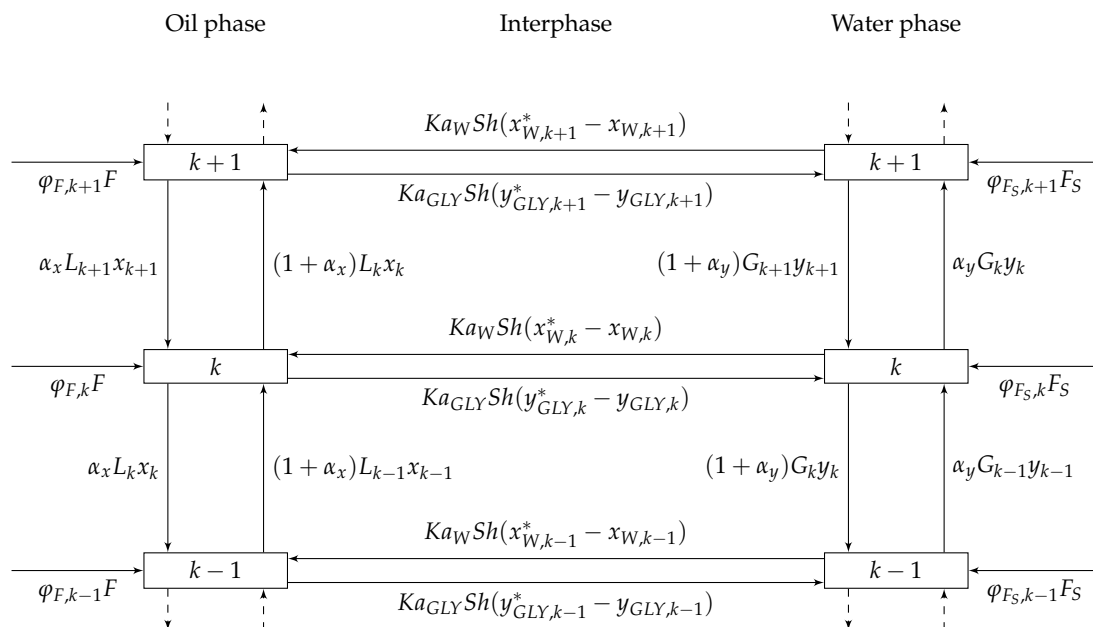 Oil phase Interphase Water phase
Ka_W Sh(x^*_{W,k+1} − x_{W,k+1})
k + 1 k + 1
φ_{F,k+1}F Ka_{GLY}Sh(y^*_{GLY,k+1} − y_{GLY,k+1}) φ_{F_S,k+1}F_S
α_x L_{k+1}x_{k+1} (1 + α_x)L_k x_k (1 + α_y)G_{k+1}y_{k+1} α_y G_k y_k
Ka_W Sh(x^*_{W,k} − x_{W,k})
k k
φ_{F,k}F Ka_{GLY}Sh(y^*_{GLY,k} − y_{GLY,k}) φ_{F_S,k}F_S
α_x L_k x_k (1 + α_x)L_{k−1}x_{k−1} (1 + α_y)G_k y_k α_y G_{k−1}y_{k−1}
Ka_W Sh(x^*_{W,k−1} − x_{W,k−1})
k − 1 k − 1
φ_{F,k−1}F Ka_{GLY}Sh(y^*_{GLY,k−1} − y_{GLY,k−1}) φ_{F_S,k−1}F_S